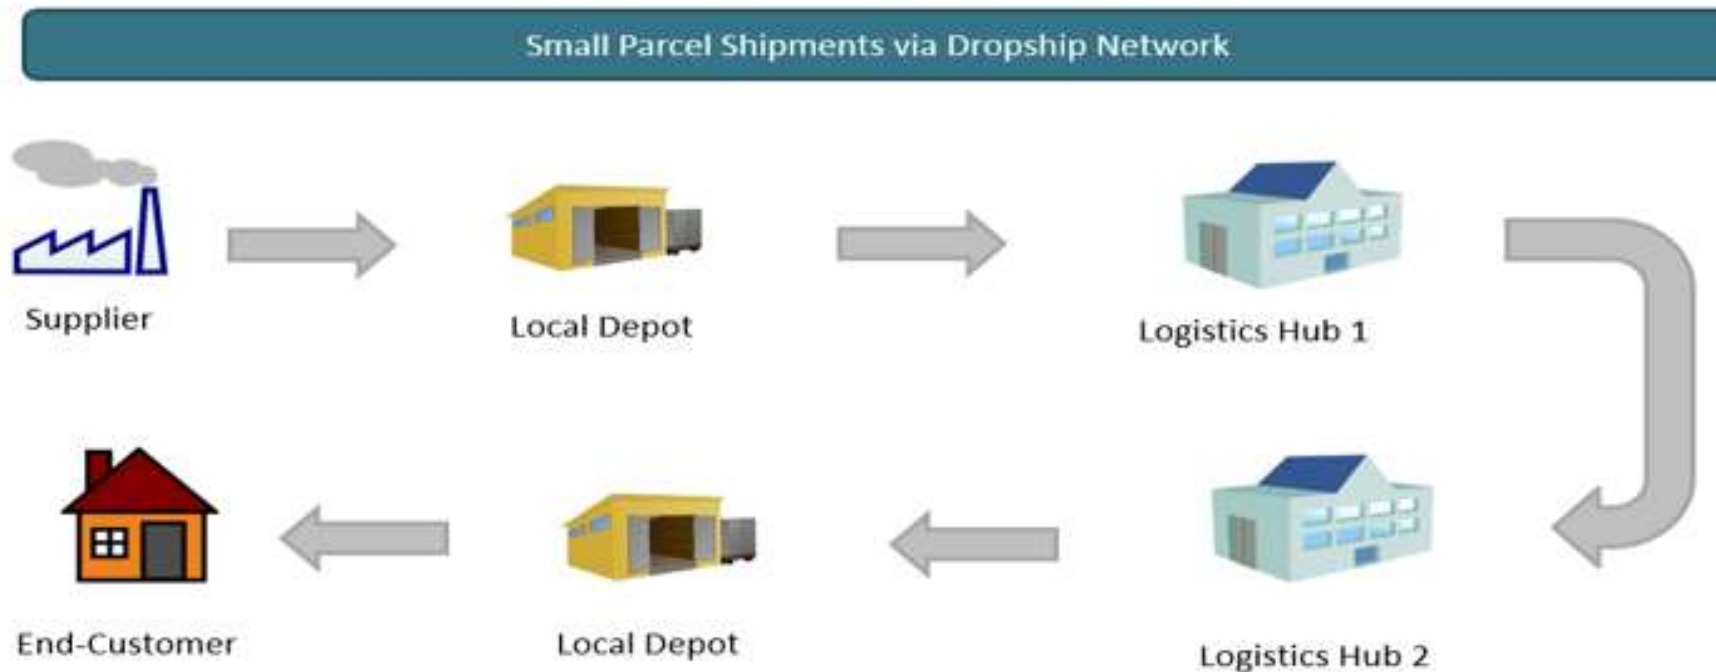 Small Parcel Shipments via Dropship Network
Supplier
Local Depot
Logistics Hub 1
End-Customer
Local Depot
Logistics Hub 2